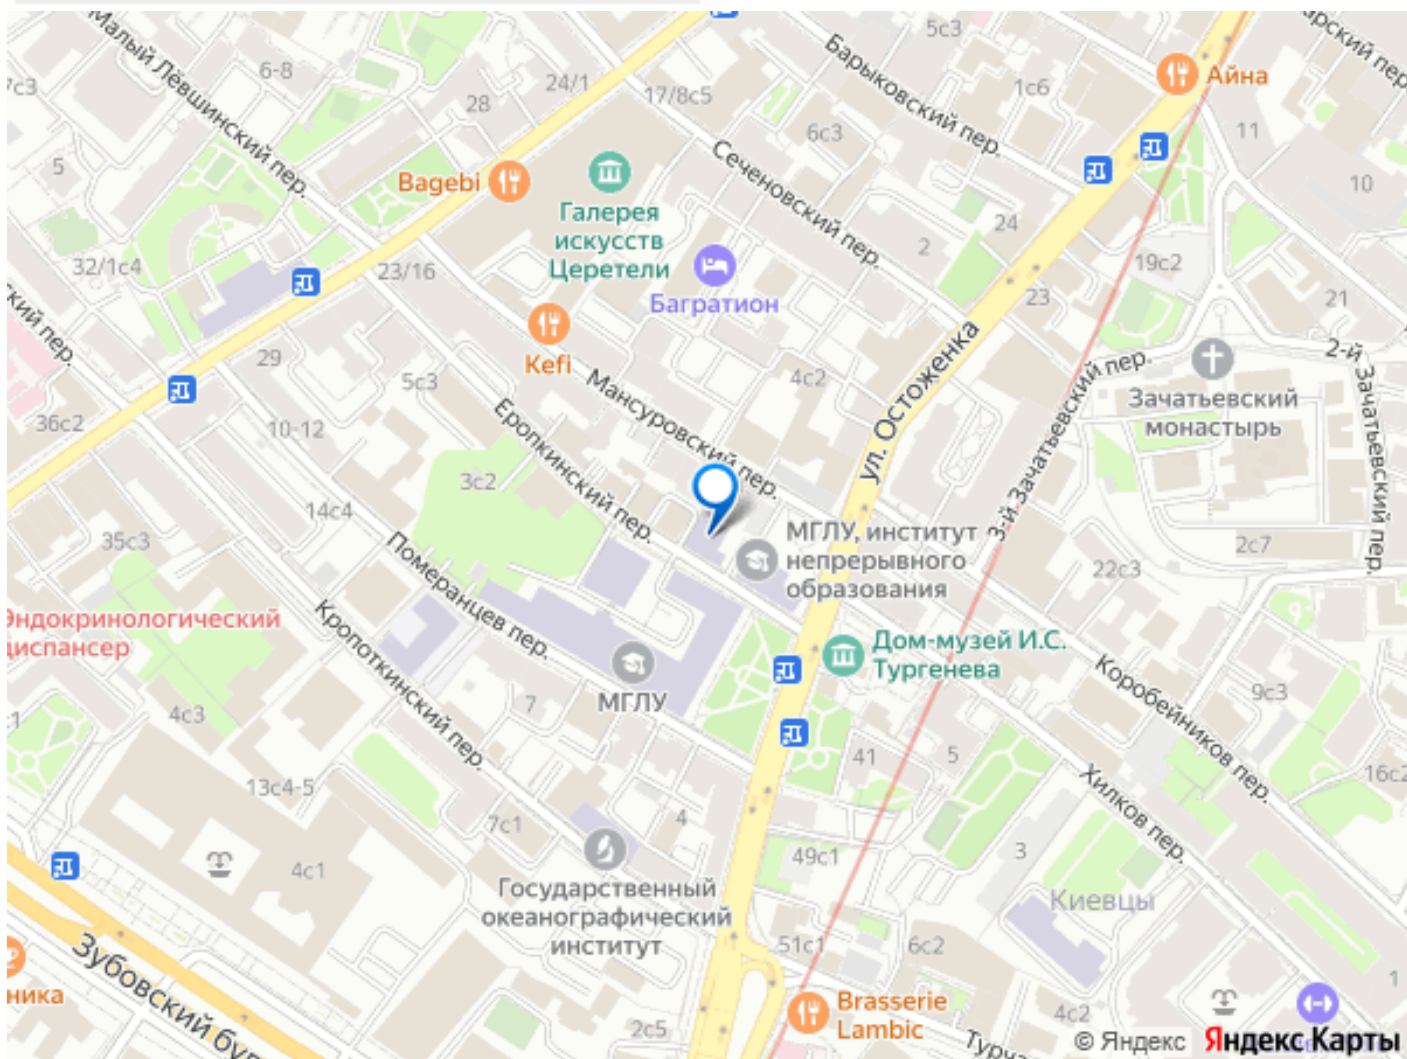 Малый Лёвшинский пер.
6-8
24/1
28
17/8с5
5с3
Барыковский пер.
1с6
Айна
11
10
7с3
5
6с3
Сеченовский пер.
Bagebi
Галерея
искусств
Церетели
2
24
19с2
21
32/1с4
23/16
Багратион
23
ул. Остоженка
Kefi
29
5с3
4с2
Мансуровский пер.
3-й Зачатьевский пер.
Зачатьевский
монастырь
2-й Зачатьевский пер.
36с2
10-12
Еропкинский пер.
3с2
14с4
35с3
МГЛУ, институт
непрерывного
образования
2с7
22с3
Померанцев пер.
Кропоткинский пер.
Эндокринологический
диспансер
Дом-музей И.С.
Тургенева
Коробейников пер.
9с3
МГЛУ
7
4с3
41
5
Хилков пер.
16с2
13с4-5
7с1
4
49с1
3
4с1
Государственный
океанографический
институт
Киевцы
51с1
6с2
1
Зубовский бу
ника
Brasserie
Lambic
4с2
2с5
Турча
© Яндекс Яндекс Карты